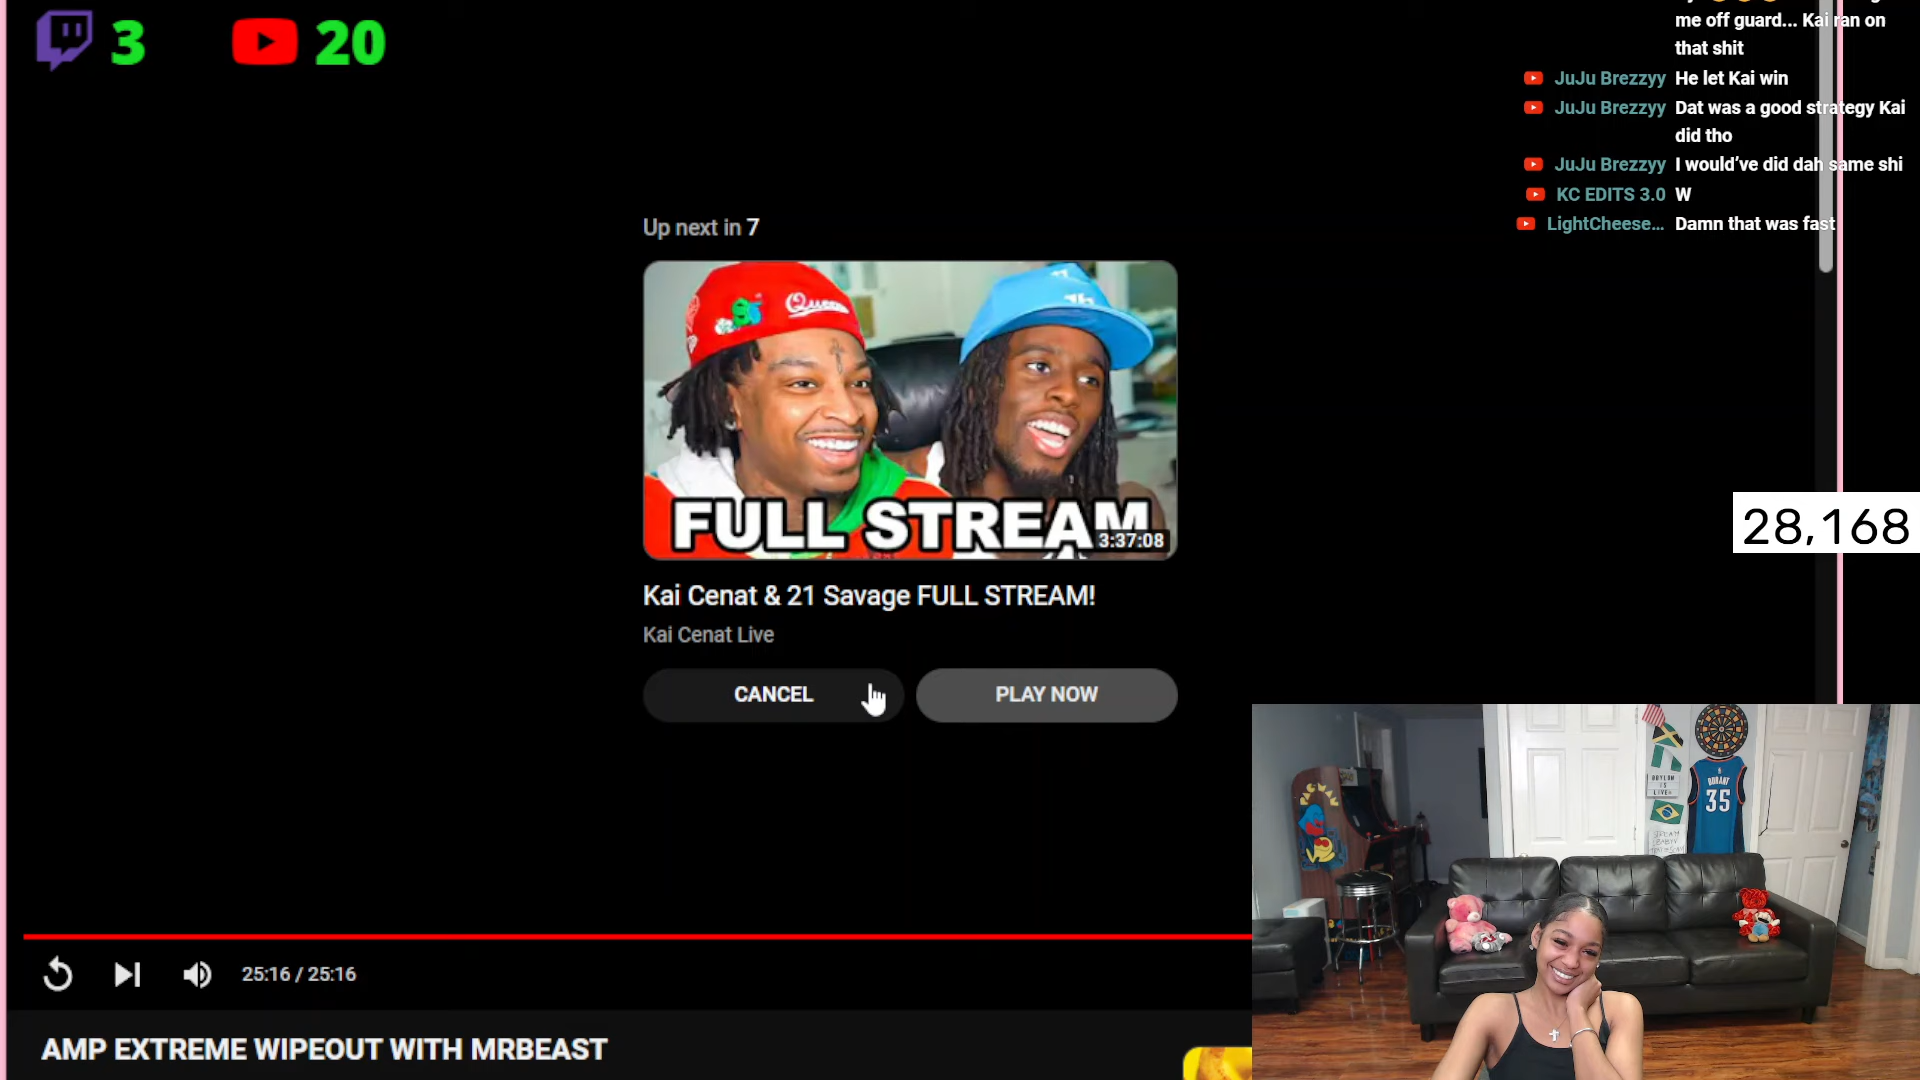 3
20
me off guard... Kai ran on
that shit
JuJu Brezzyy He let Kai win
JuJu Brezzyy Dat was a good strategy Kai
did tho
JuJu Brezzyy I would’ve did dah same shi
KC EDITS 3.0 W
LightCheese... Damn that was fast
Up next in 7
Queen
FULL STREAM
3:37:08
28,168
Kai Cenat & 21 Savage FULL STREAM!
Kai Cenat Live
CANCEL
PLAY NOW
35
25:16 / 25:16
AMP EXTREME WIPEOUT WITH MRBEAST